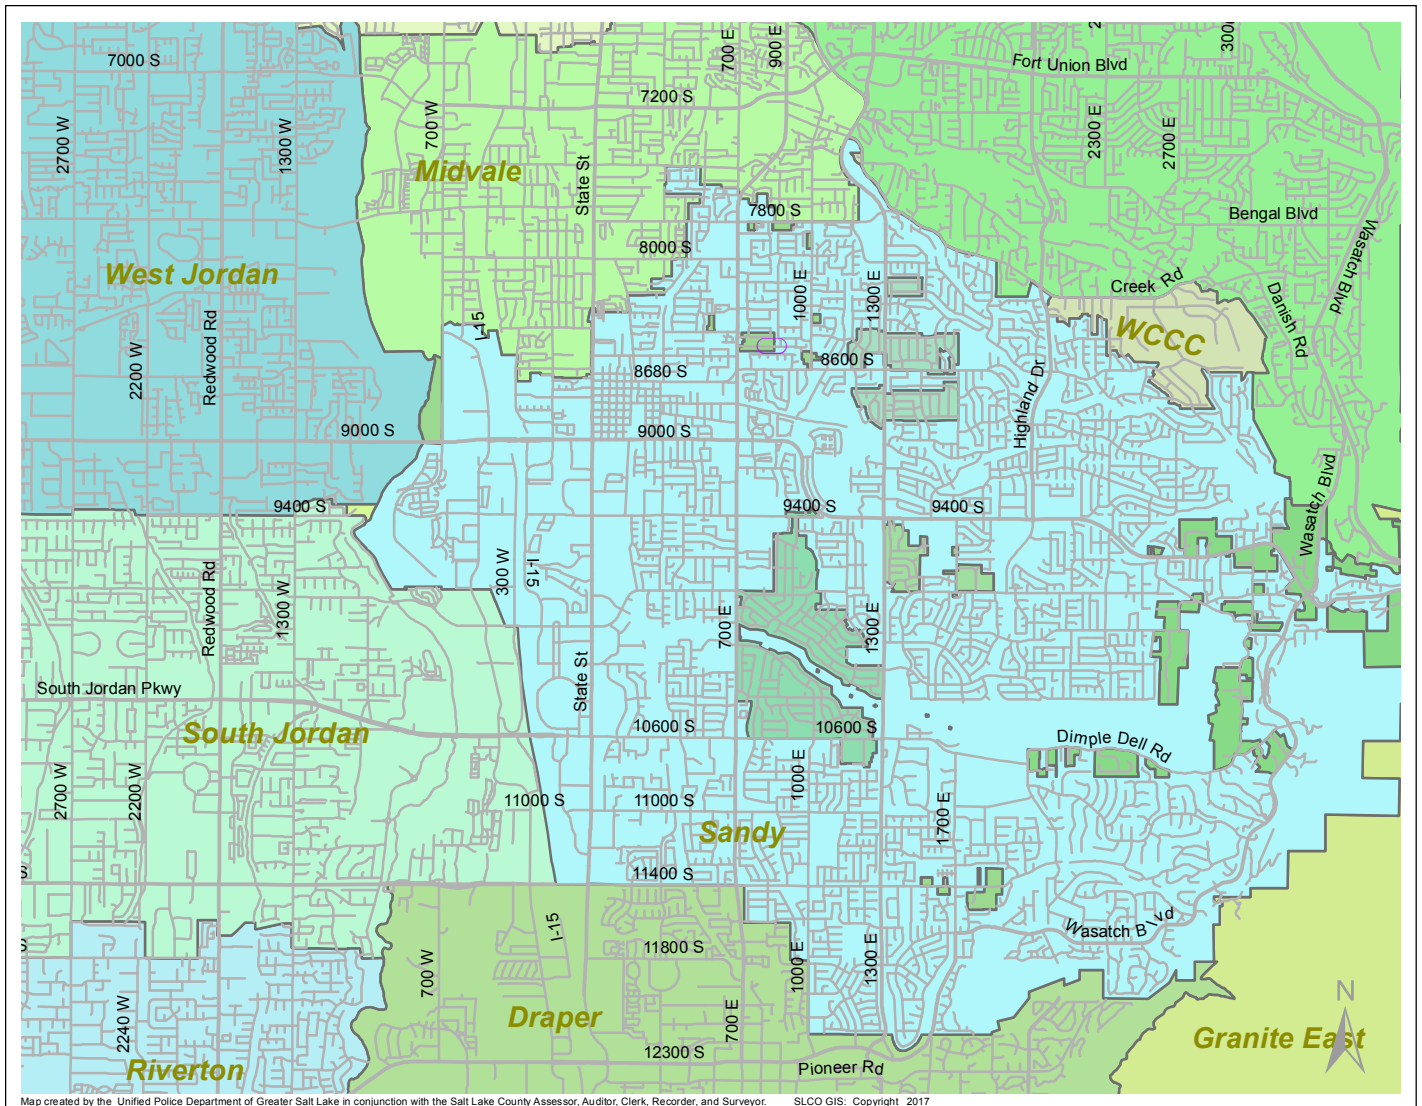 7000 S
2700 W
1300 W
700 W
Midvale
7200 S
State St
700 E
900 E
Fort Union Blvd
2300 E
2700 E
7800 S
Bengal Blvd
Wasatch Blvd
8000 S
West Jordan
Redwood Rd
2200 W
I-15
1000 E
1300 E
Creek Rd
WCCC
Danish Rd
8680 S
8600 S
Highland Dr
9000 S
9000 S
9400 S
9400 S
9400 S
Wasatch Blvd
Redwood Rd
1300 W
300 W
I-15
700 E
1300 E
South Jordan Pkwy
South Jordan
State St
10600 S
10600 S
Dimple Dell Rd
2700 W
2200 W
11000 S
11000 S
1000 E
1700 E
Sandy
11400 S
Wasatch Blvd
I-15
700 W
11800 S
1000 E
1300 E
2240 W
Draper
700 E
N
Granite East
12300 S
Pioneer Rd
Riverton
Map created by the Unified Police Department of Greater Salt Lake in conjunction with the Salt Lake County Assessor, Auditor, Clerk, Recorder, and Surveyor. SLCO GIS: Copyright 2017